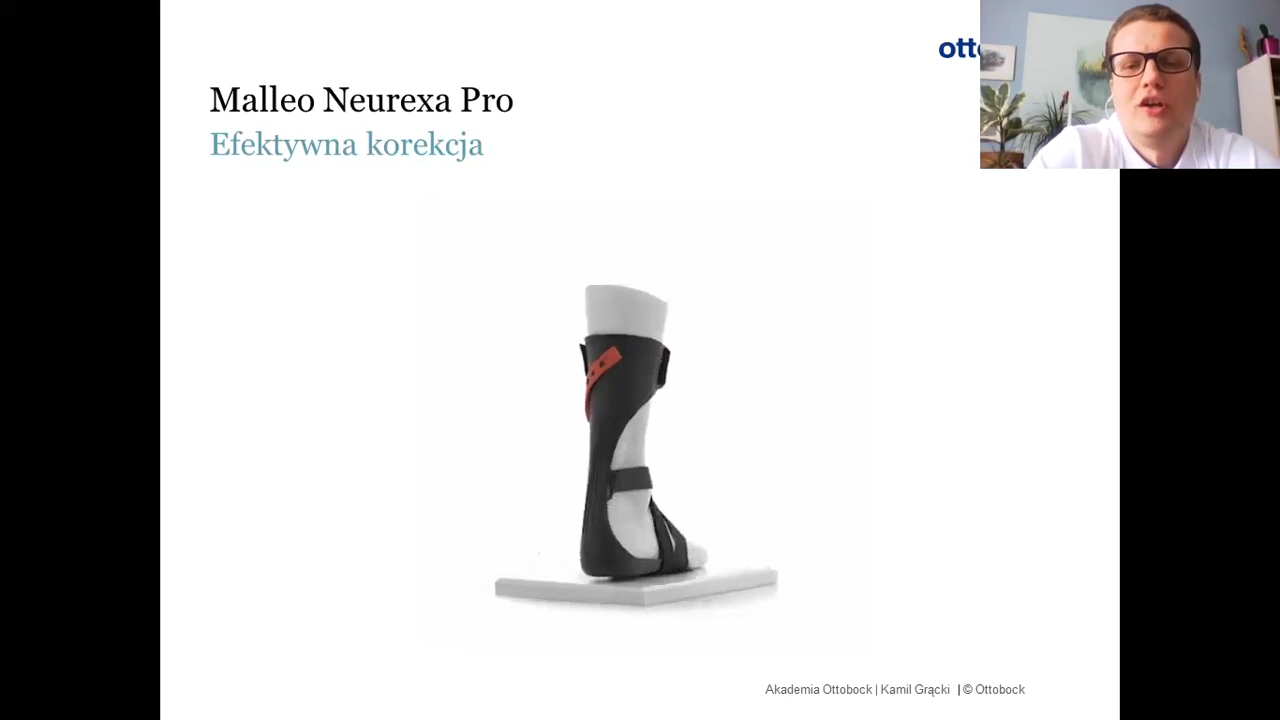 Malleo Neurexa Pro
Efektywna korekcja
Akademia Ottobock | Kamil Grącki | © Ottobock